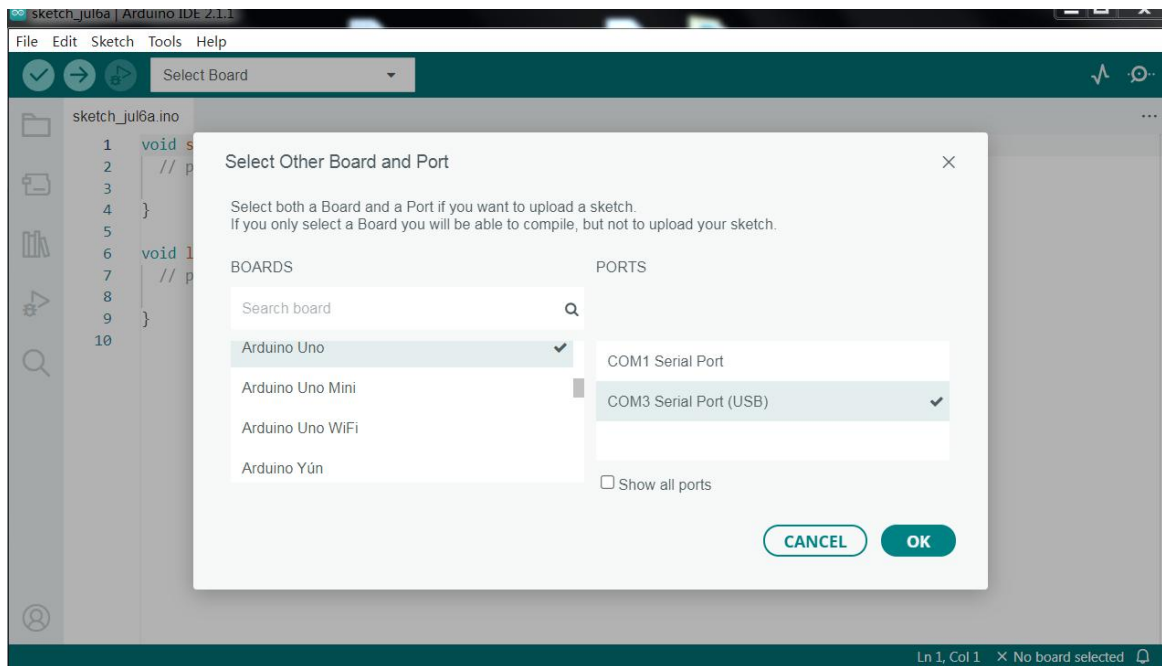 sketch_jul6a | Arduino IDE 2.1.1
File Edit Sketch Tools Help
Select Board
sketch_jul6a.ino
...
1 void s
2 // p
3
4 }
5
6 void l
7 // p
8
9 }
10
Select Other Board and Port
Select both a Board and a Port if you want to upload a sketch.
If you only select a Board you will be able to compile, but not to upload your sketch.
BOARDS
PORTS
Search board
Arduino Uno
Arduino Uno Mini
Arduino Uno WiFi
Arduino Yún
COM1 Serial Port
COM3 Serial Port (USB)
Show all ports
CANCEL
OK
Ln 1, Col 1 × No board selected